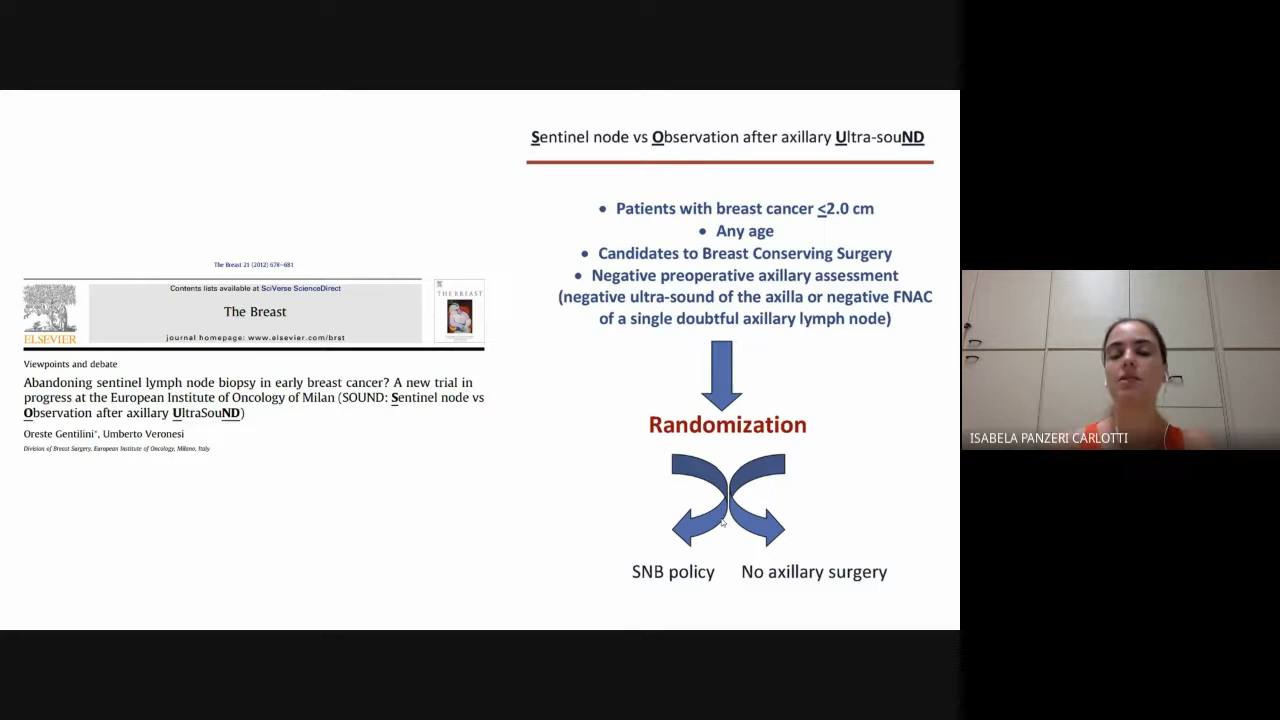 Sentinel node vs Observation after axillary Ultra-souND
• Patients with breast cancer <2.0 cm
• Any age
• Candidates to Breast Conserving Surgery
• Negative preoperative axillary assessment
(negative ultra-sound of the axilla or negative FNAC
of a single doubtful axillary lymph node)
Randomization
SNB policy
No axillary surgery
The Breast 21 (2012) 678–681
Contents lists available at SciVerse ScienceDirect
The Breast
journal homepage: www.elsevier.com/brst
ELSEVIER
THE BREAST
Viewpoints and debate
Abandoning sentinel lymph node biopsy in early breast cancer? A new trial in
progress at the European Institute of Oncology of Milan (SOUND: Sentinel node vs
Observation after axillary UltraSouND)
Oreste Gentilini*, Umberto Veronesi
Division of Breast Surgery, European Institute of Oncology, Milano, Italy
ISABELA PANZERI CARLOTTI